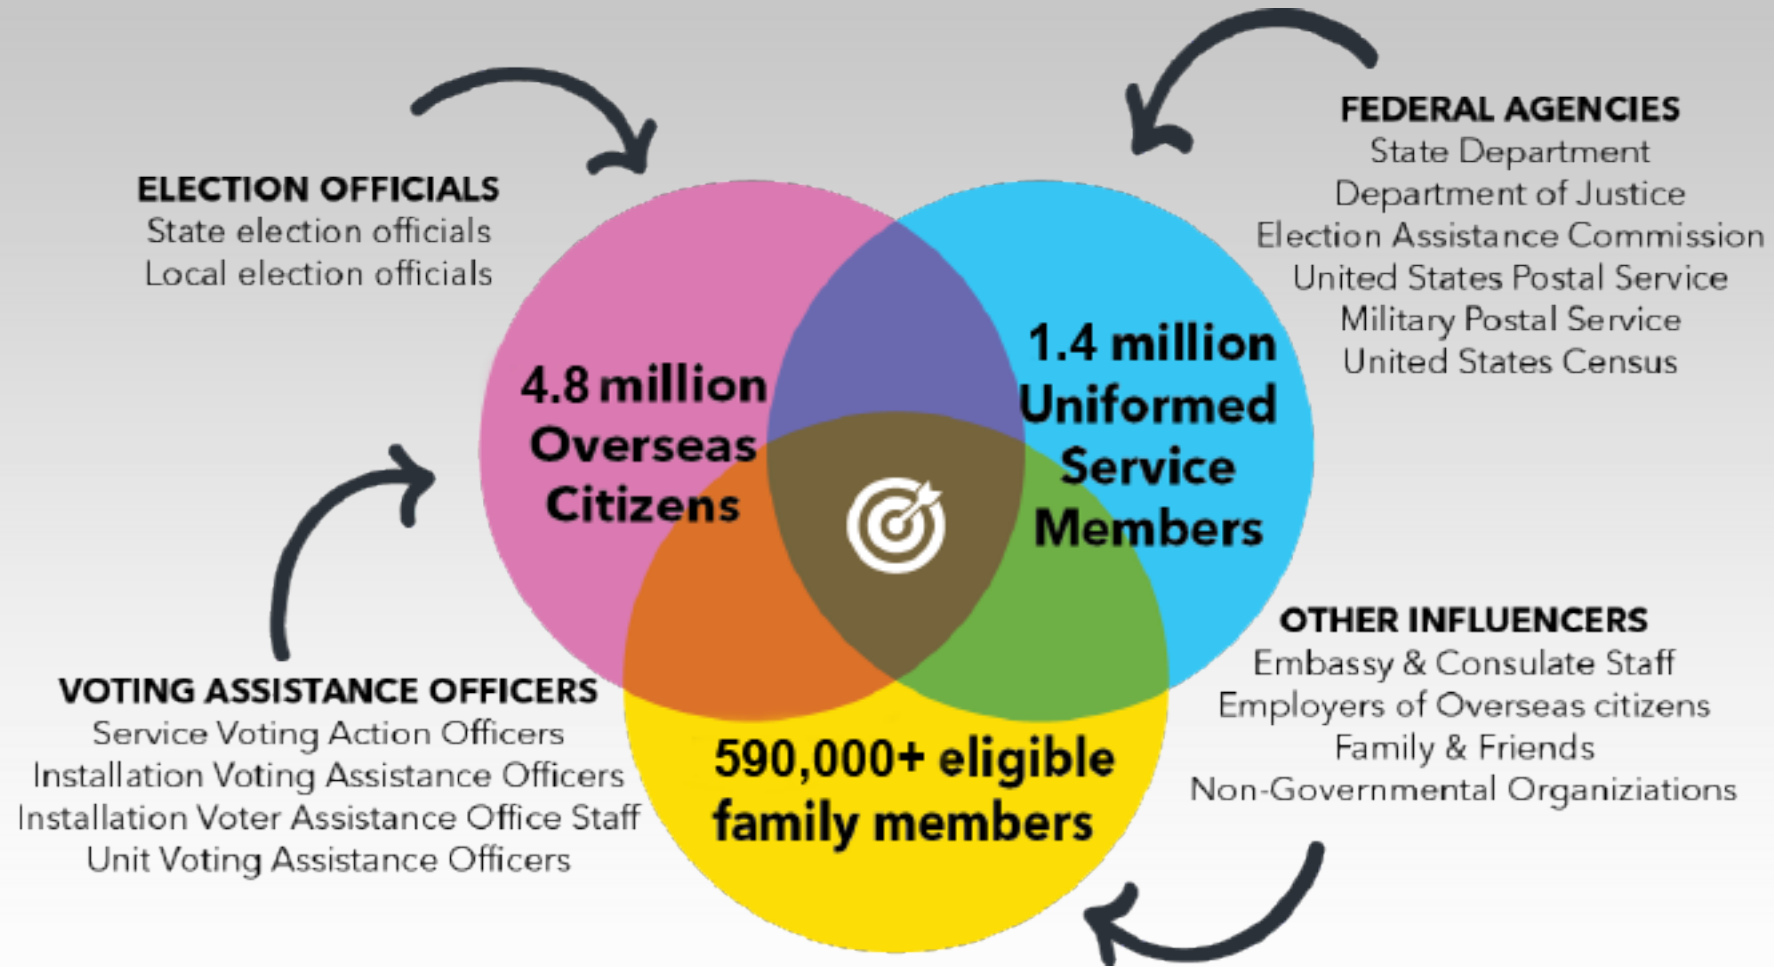 ELECTION OFFICIALS
State election officials
Local election officials
FEDERAL AGENCIES
State Department
Department of Justice
Election Assistance Commission
United States Postal Service
Military Postal Service
United States Census
4.8 million
Overseas
Citizens
1.4 million
Uniformed
Service
Members
590,000+ eligible
family members
VOTING ASSISTANCE OFFICERS
Service Voting Action Officers
Installation Voting Assistance Officers
Installation Voter Assistance Office Staff
Unit Voting Assistance Officers
OTHER INFLUENCERS
Embassy & Consulate Staff
Employers of Overseas citizens
Family & Friends
Non-Governmental Organiziations